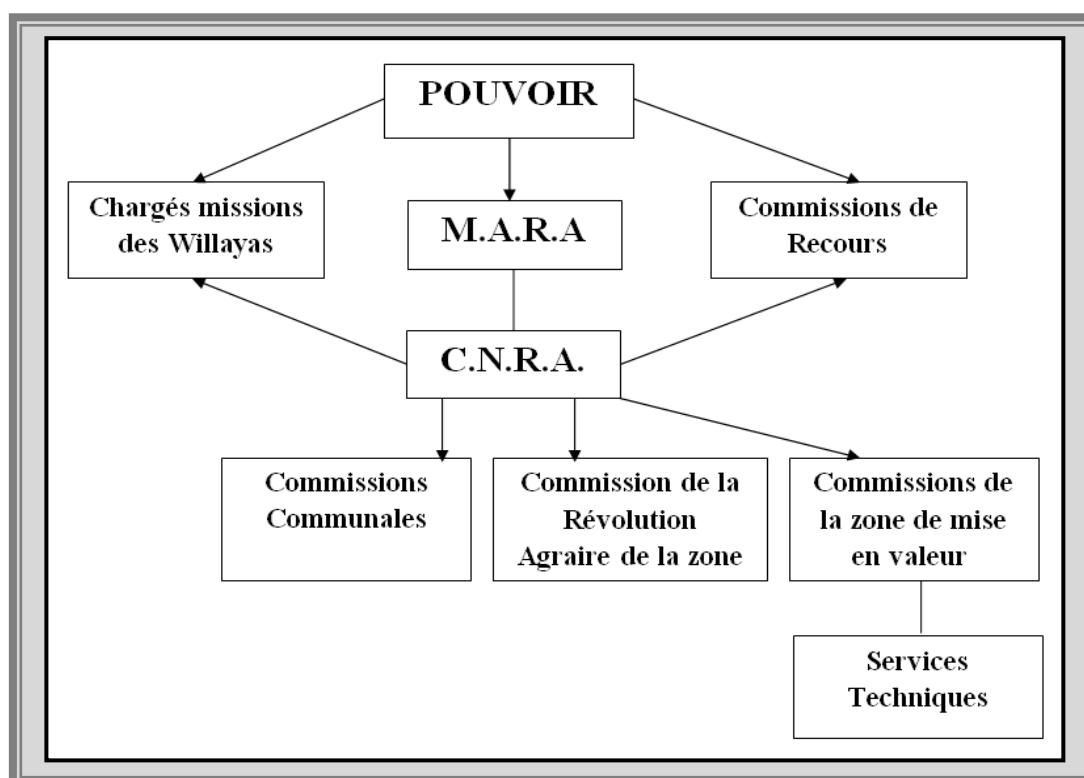 POUVOIR
Chargés missions
des Willayas
M.A.R.A
Commissions de
Recours
C.N.R.A.
Commissions
Communales
Commission de la
Révolution
Agraire de la zone
Commissions de
la zone de mise
en valeur
Services
Techniques